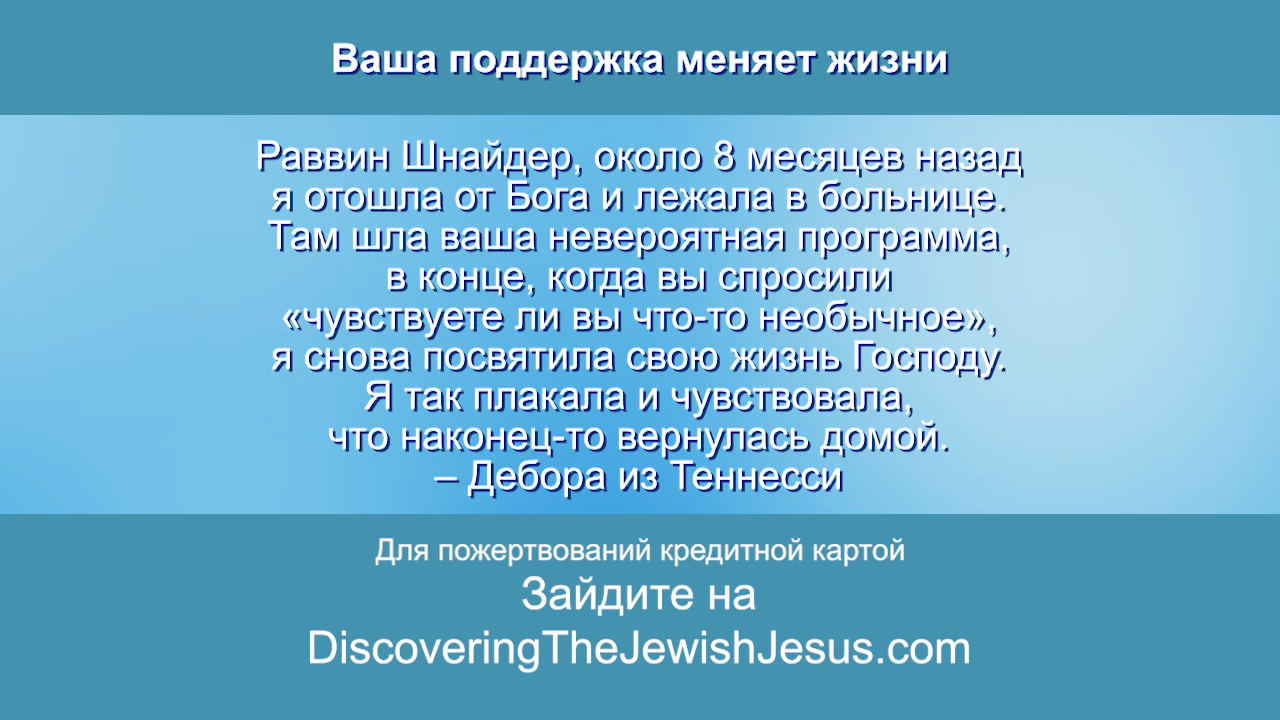 Ваша поддержка меняет жизни
Раввин Шнайдер, около 8 месяцев назад
я отошла от Бога и лежала в больнице.
Там шла ваша невероятная программа,
в конце, когда вы спросили
«чувствуете ли вы что-то необычное»,
я снова посвятила свою жизнь Господу.
Я так плакала и чувствовала,
что наконец-то вернулась домой.
– Дебора из Теннесси
Для пожертвований кредитной картой
Зайдите на
DiscoveringTheJewishJesus.com